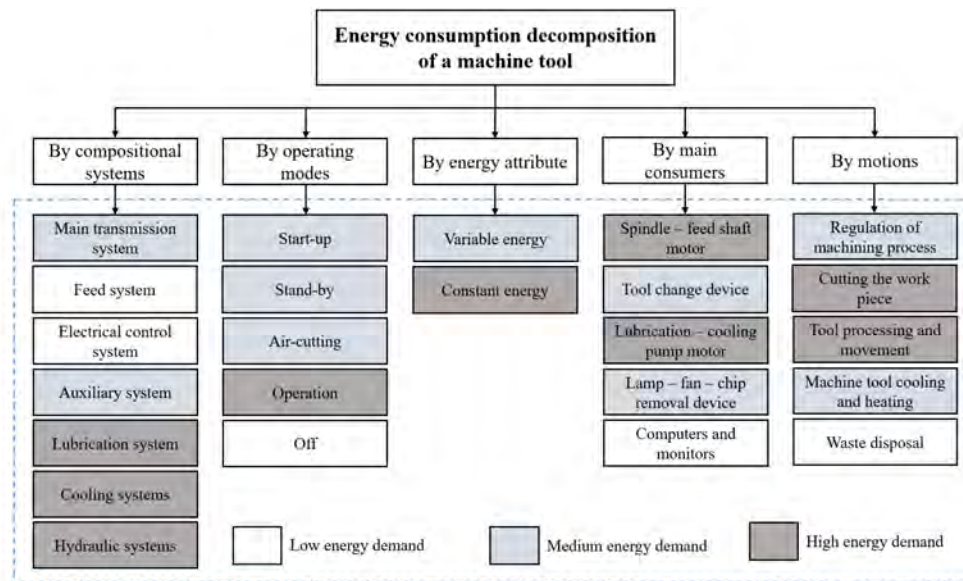 Energy consumption decomposition
of a machine tool
By compositional
systems
By operating
modes
By energy attribute
By main
consumers
By motions
Main transmission
system
Feed system
Electrical control
system
Auxiliary system
Lubrication system
Cooling systems
Hydraulic systems
Start-up
Stand-by
Air-cutting
Operation
Off
Variable energy
Constant energy
Spindle – feed shaft
motor
Tool change device
Lubrication – cooling
pump motor
Lamp – fan – chip
removal device
Computers and
monitors
Regulation of
machining process
Cutting the work
piece
Tool processing and
movement
Machine tool cooling
and heating
Waste disposal
Low energy demand
Medium energy demand
High energy demand